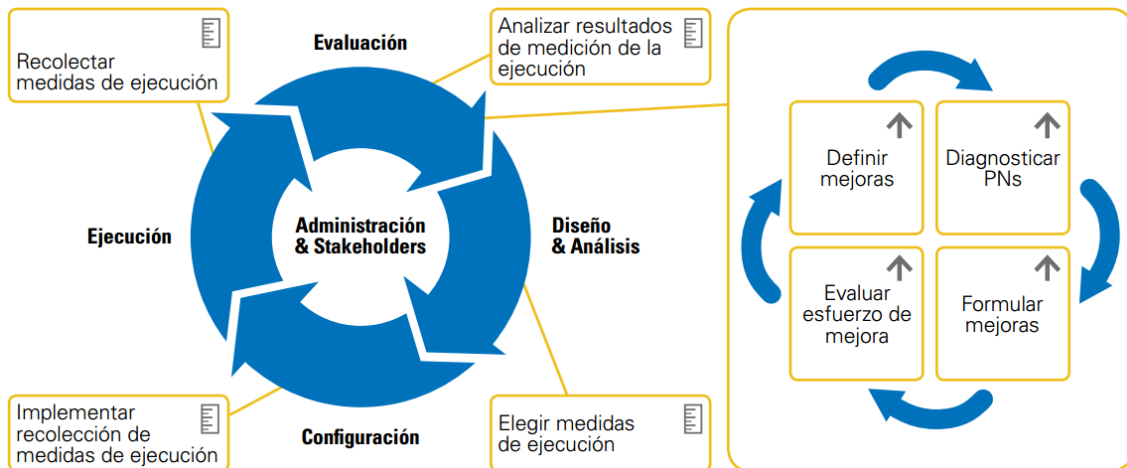 Recolectar
medidas de ejecución
Evaluación
Analizar resultados
de medición de la
ejecución
Ejecución
Administración
& Stakeholders
Diseño
& Análisis
Implementar
recolección de
medidas de ejecución
Configuración
Elegir medidas
de ejecución
Definir
mejoras
Diagnosticar
PNs
Evaluar
esfuerzo de
mejora
Formular
mejoras